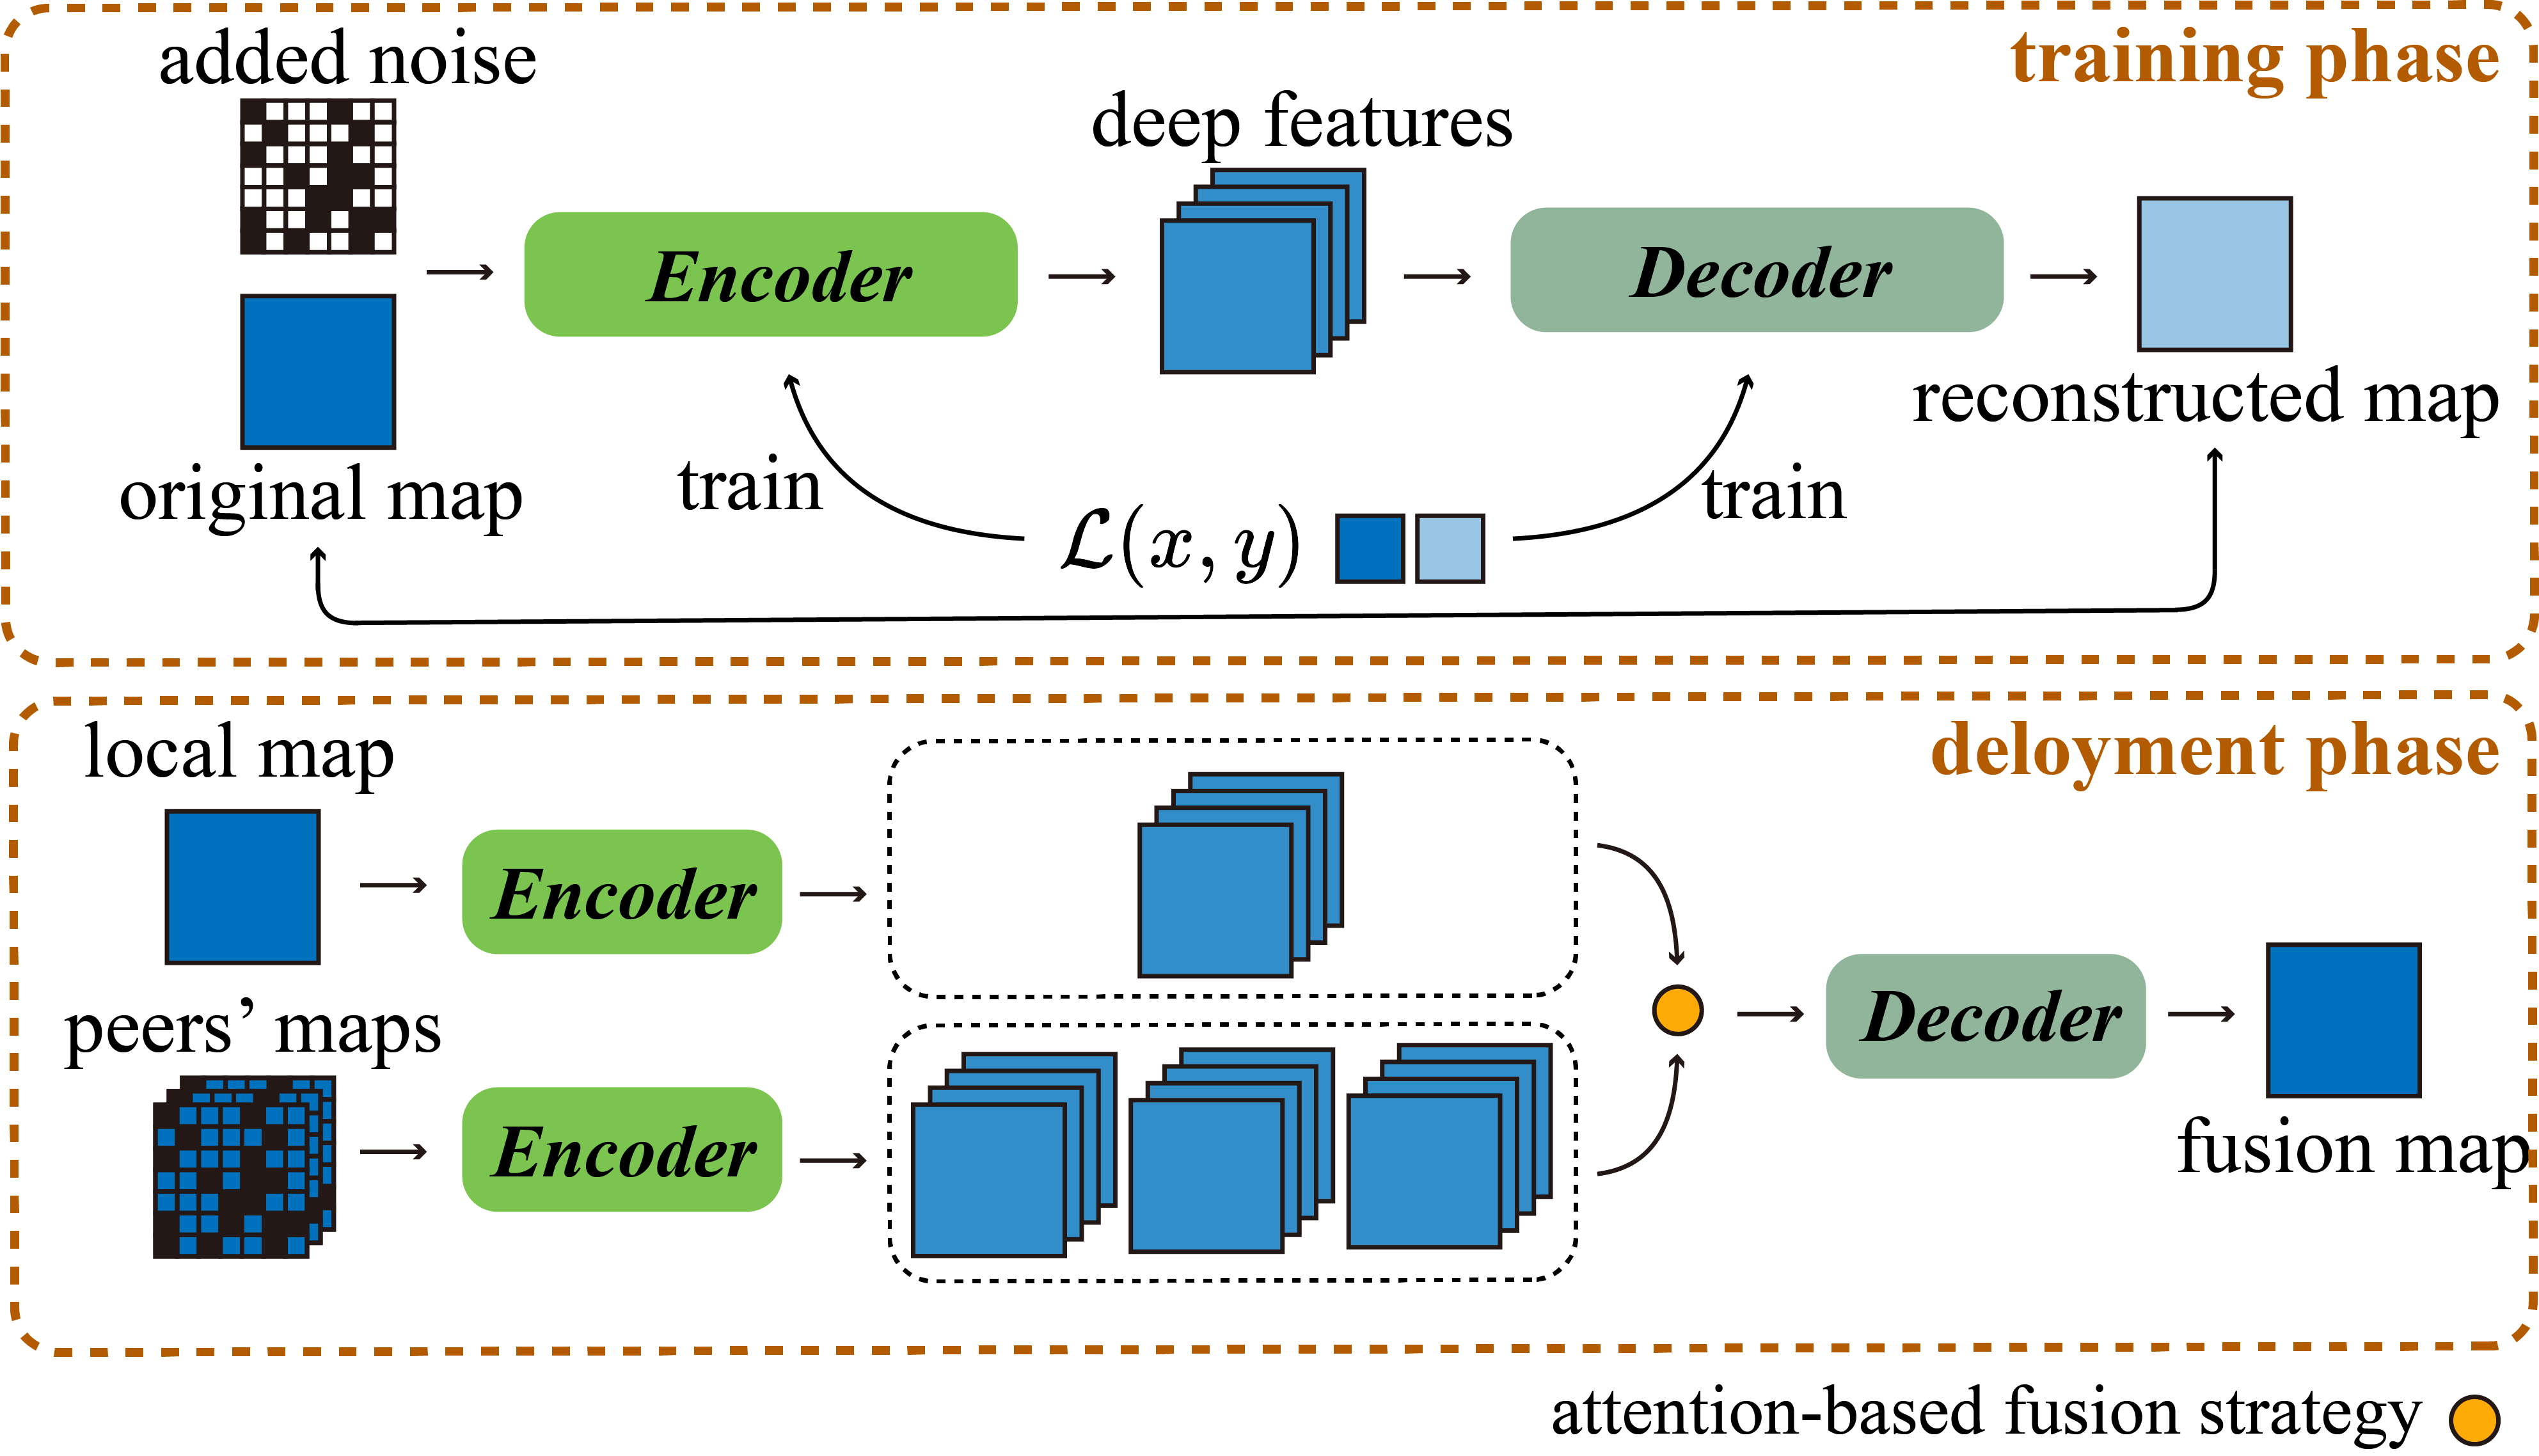 added noise
training phase
deep features
Encoder
Decoder
original map
train
ℒ(x, y)
train
reconstructed map
local map
deloyment phase
Encoder
peers’ maps
Encoder
Decoder
fusion map
attention-based fusion strategy